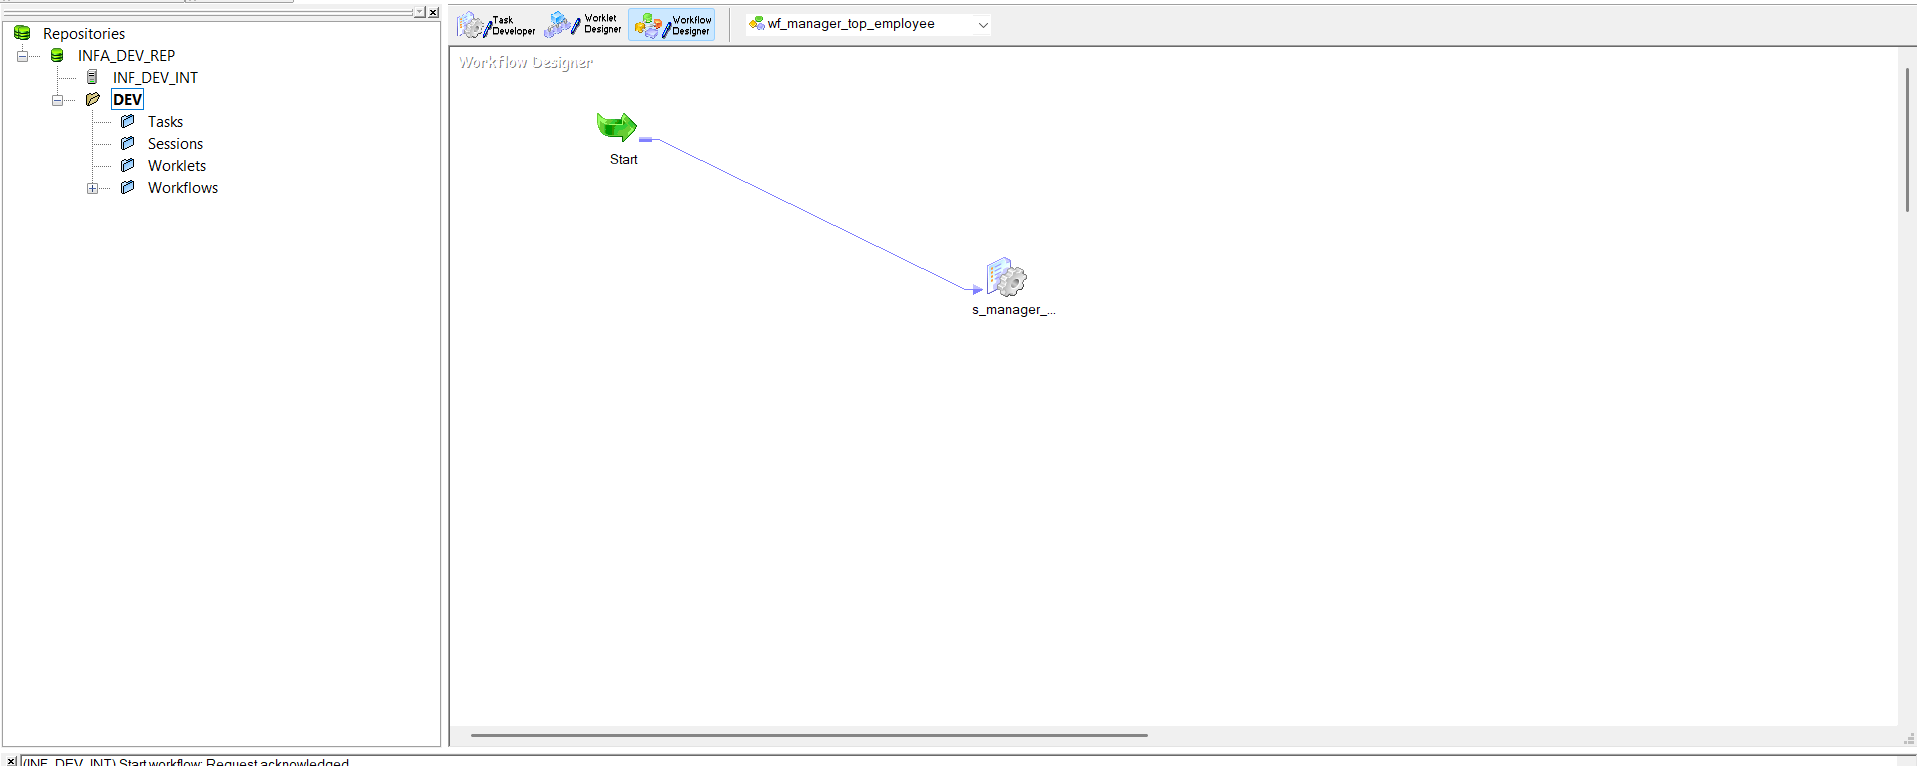 Repositories
INFA_DEV_REP
INF_DEV_INT
DEV
Tasks
Sessions
Worklets
Workflows
Task Developer
Worklet Designer
Workflow Designer
wf_manager_top_employee
Workflow Designer
Start
s_manager_...
(INF_DEV_INT) Start workflow: Request acknowledged